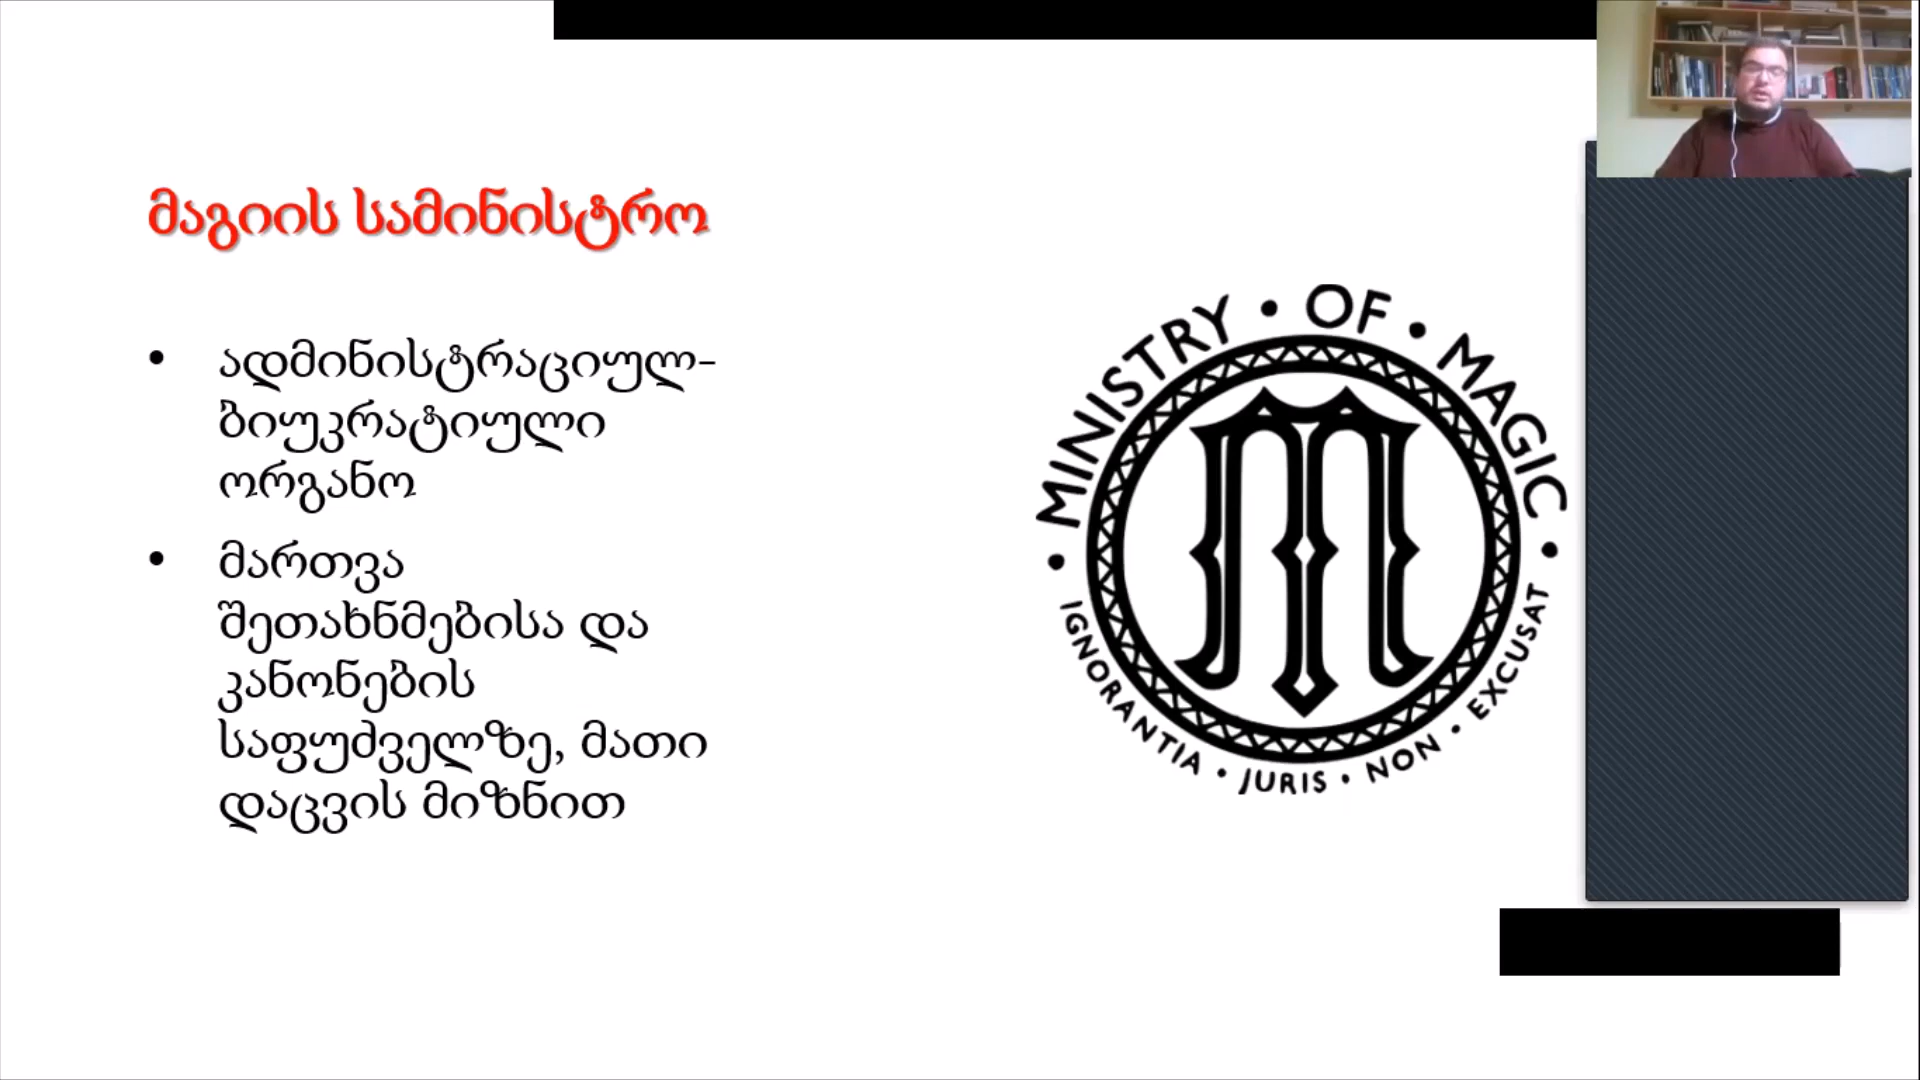 მაგიის სამინისტრო
• ადმინისტრაციულ-
ბიუკრატიული
ორგანო
• მართვა
შეთახნმებისა და
კანონების
საფუძველზე, მათი
დაცვის მიზნით
• MINISTRY • OF • MAGIC •
IGNORANTIA • JURIS • NON • EXCUSAT
M